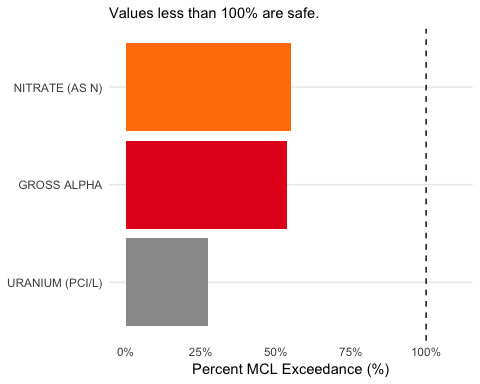 Values less than 100% are safe.
NITRATE (AS N)
GROSS ALPHA
URANIUM (PCI/L)
0% 25% 50% 75% 100%
Percent MCL Exceedance (%)